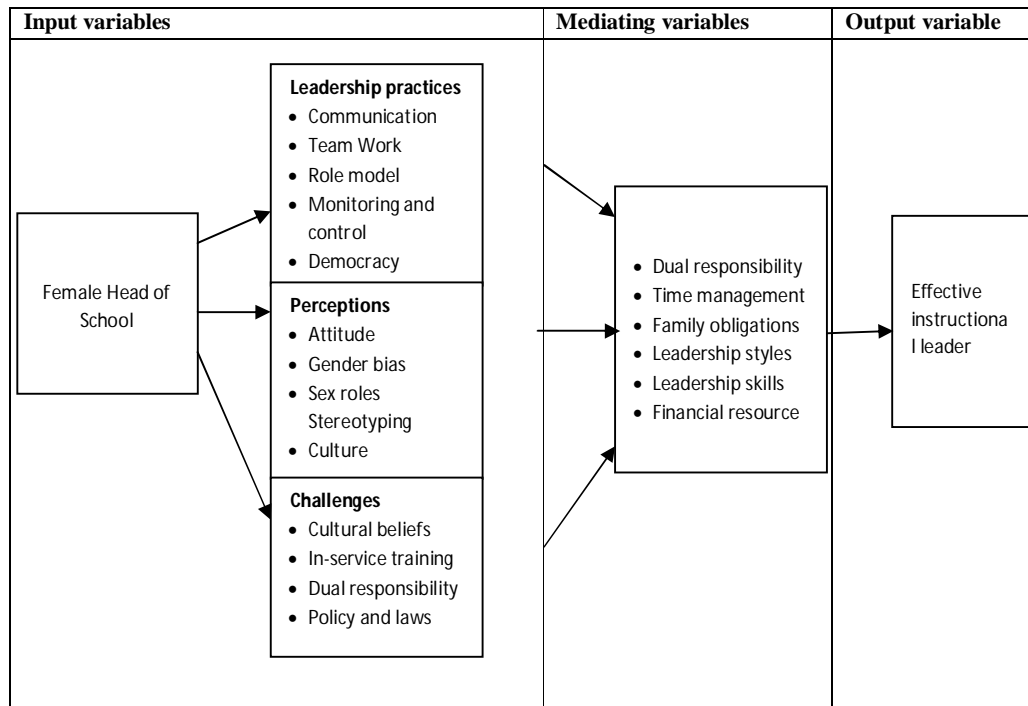 Input variables
Mediating variables
Output variable
Female Head of
School
Leadership practices
• Communication
• Team Work
• Role model
• Monitoring and
control
• Democracy
Perceptions
• Attitude
• Gender bias
• Sex roles
Stereotyping
• Culture
Challenges
• Cultural beliefs
• In-service training
• Dual responsibility
• Policy and laws
• Dual responsibility
• Time management
• Family obligations
• Leadership styles
• Leadership skills
• Financial resource
Effective
instructiona
l leader